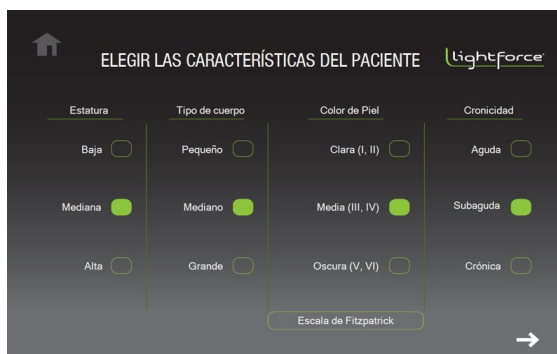 ELEGIR LAS CARACTERÍSTICAS DEL PACIENTE
lightforce
Estatura
Tipo de cuerpo
Color de Piel
Cronicidad
Baja
Pequeño
Clara (I, II)
Aguda
Mediana
Mediano
Media (III, IV)
Subaguda
Alta
Grande
Oscura (V, VI)
Crónica
Escala de Fitzpatrick